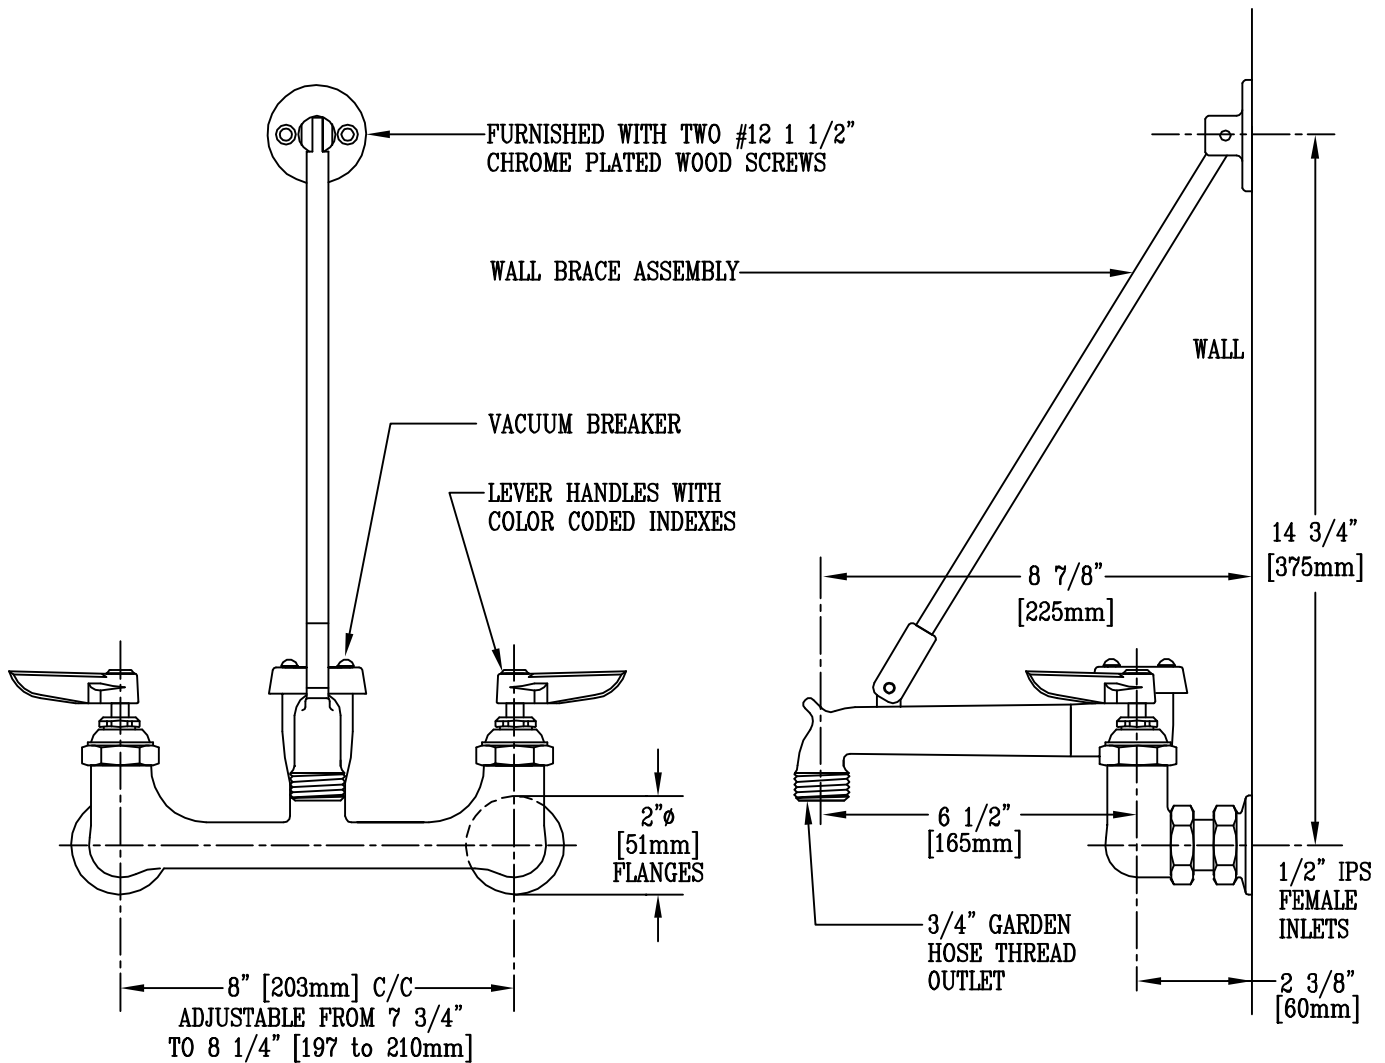 FURNISHED WITH TWO #12 1 1/2"
CHROME PLATED WOOD SCREWS
WALL BRACE ASSEMBLY
WALL
VACUUM BREAKER
LEVER HANDLES WITH
COLOR CODED INDEXES
14 3/4"
[375mm]
8 7/8"
[225mm]
2"ø
[51mm]
FLANGES
6 1/2"
[165mm]
1/2" IPS
FEMALE
INLETS
3/4" GARDEN
HOSE THREAD
OUTLET
2 3/8"
[60mm]
8" [203mm] C/C
ADJUSTABLE FROM 7 3/4"
TO 8 1/4" [197 to 210mm]